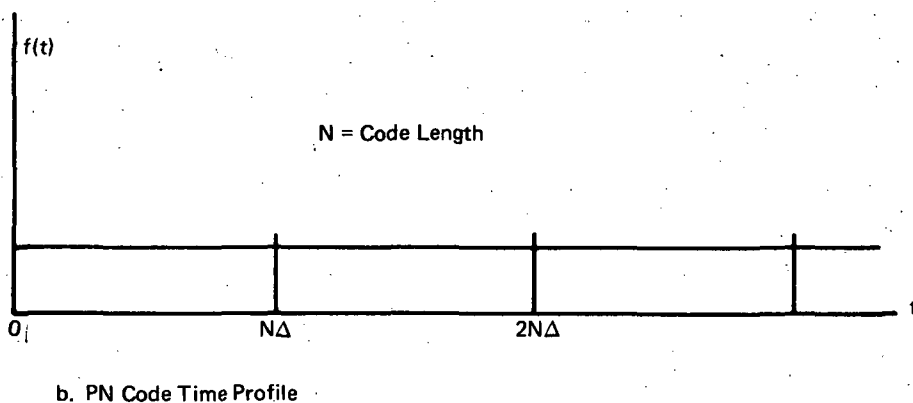 f(t)
N = Code Length
t
0
NΔ
2NΔ
b. PN Code Time Profile